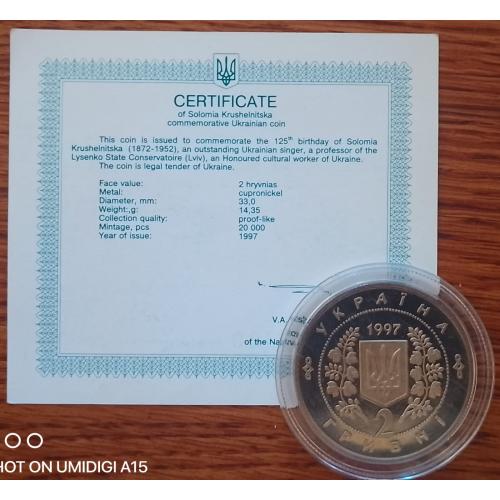 CERTIFICATE
of Solomia Krushelnitska
commemorative Ukrainian coin
This coin is issued to commemorate the 125th birthday of Solomia
Krushelnitska (1872-1952), an outstanding Ukrainian singer, a professor of the
Lysenko State Conservatoire (Lviv), an Honoured cultural worker of Ukraine.
The coin is legal tender of Ukraine.
Face value: 2 hryvnias
Metal: cupronickel
Diameter, mm: 33,0
Weight:,g: 14,35
Collection quality: proof-like
Mintage, pcs 20 000
Year of issue: 1997
V.A.
of the
УКРАЇНА
1997
2
ГРИВНІ
HOT ON UMIDIGI A15